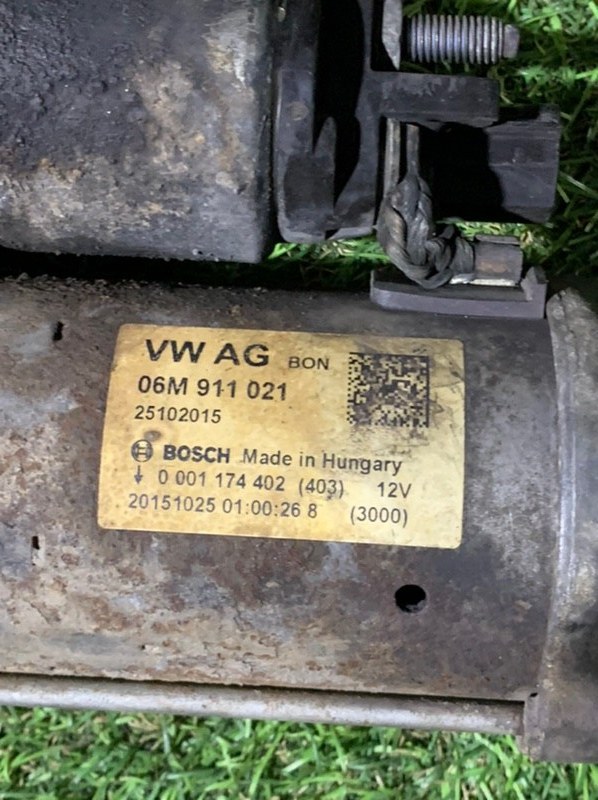 VW AG BON
06M 911 021
25102015
BOSCH Made in Hungary
↓ 0 001 174 402 (403) 12V
20151025 01:00:26 8 (3000)